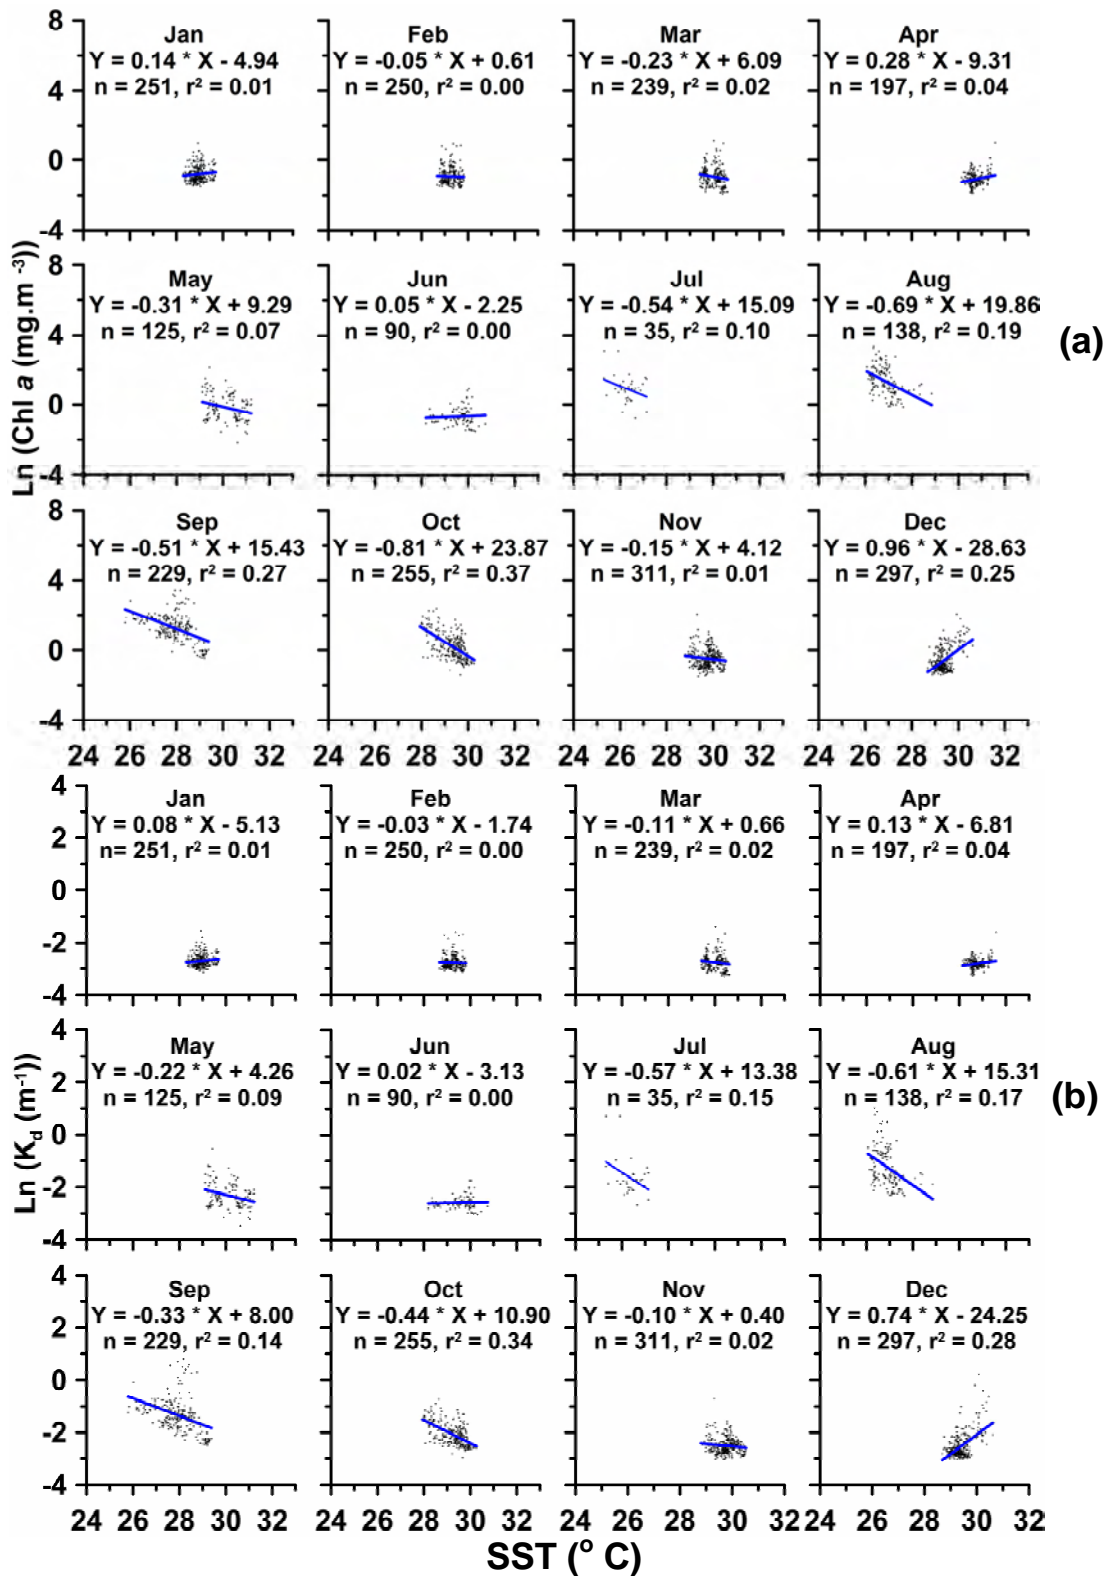 Ln (Chl a (mg.m⁻³)
(a)
8
4
0
-4
Jan
Y = 0.14 * X - 4.94
n = 251, r² = 0.01
Feb
Y = -0.05 * X + 0.61
n = 250, r² = 0.00
Mar
Y = -0.23 * X + 6.09
n = 239, r² = 0.02
Apr
Y = 0.28 * X - 9.31
n = 197, r² = 0.04
8
4
0
-4
May
Y = -0.31 * X + 9.29
n = 125, r² = 0.07
Jun
Y = 0.05 * X - 2.25
n = 90, r² = 0.00
Jul
Y = -0.54 * X + 15.09
n = 35, r² = 0.10
Aug
Y = -0.69 * X + 19.86
n = 138, r² = 0.19
8
4
0
-4
Sep
Y = -0.51 * X + 15.43
n = 229, r² = 0.27
Oct
Y = -0.81 * X + 23.87
n = 255, r² = 0.37
Nov
Y = -0.15 * X + 4.12
n = 311, r² = 0.01
Dec
Y = 0.96 * X - 28.63
n = 297, r² = 0.25
24 26 28 30 32 24 26 28 30 32 24 26 28 30 32 24 26 28 30 32
Ln (K_d (m⁻¹)
(b)
4
2
0
-2
-4
Jan
Y = 0.08 * X - 5.13
n= 251, r² = 0.01
Feb
Y = -0.03 * X - 1.74
n = 250, r² = 0.00
Mar
Y = -0.11 * X + 0.66
n = 239, r² = 0.02
Apr
Y = 0.13 * X - 6.81
n = 197, r² = 0.04
4
2
0
-2
-4
May
Y = -0.22 * X + 4.26
n = 125, r² = 0.09
Jun
Y = 0.02 * X - 3.13
n = 90, r² = 0.00
Jul
Y = -0.57 * X + 13.38
n = 35, r² = 0.15
Aug
Y = -0.61 * X + 15.31
n = 138, r² = 0.17
4
2
0
-2
-4
Sep
Y = -0.33 * X + 8.00
n = 229, r² = 0.14
Oct
Y = -0.44 * X + 10.90
n = 255, r² = 0.34
Nov
Y = -0.10 * X + 0.40
n = 311, r² = 0.02
Dec
Y = 0.74 * X - 24.25
n = 297, r² = 0.28
24 26 28 30 32 24 26 28 30 32 24 26 28 30 32 24 26 28 30 32
SST (° C)